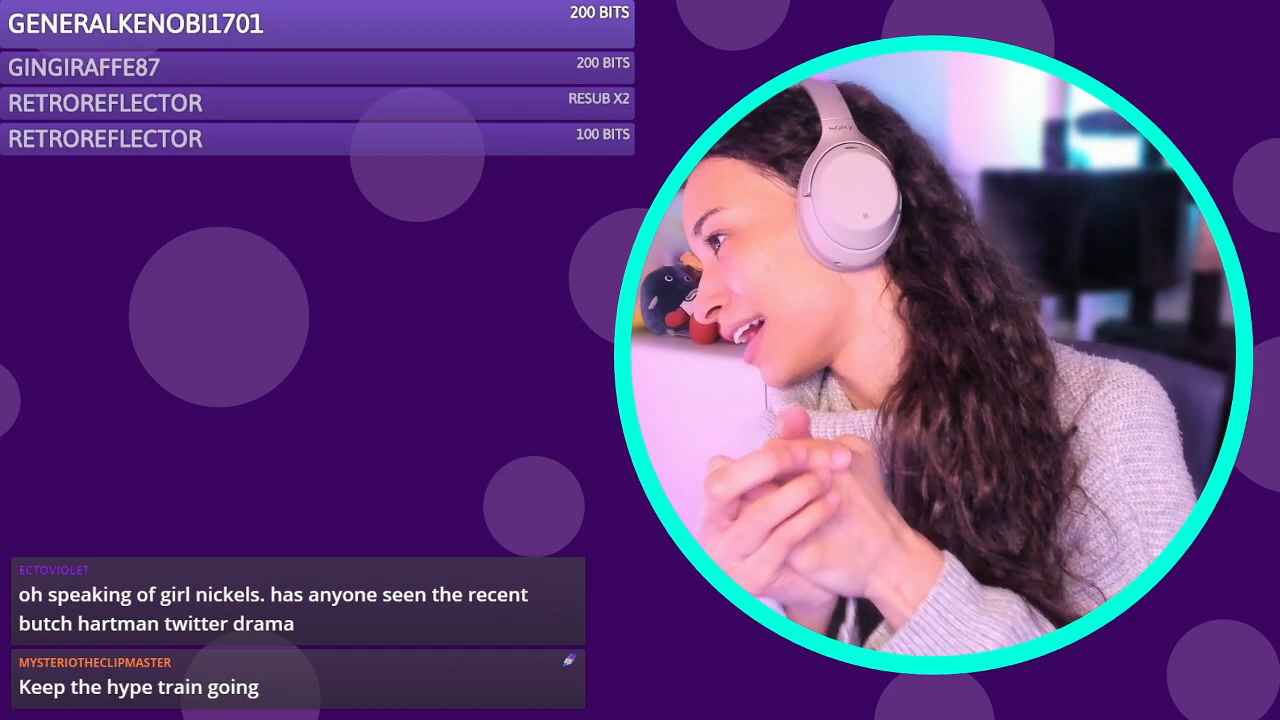 GENERALKENOBI1701 200 BITS
GINGIRAFFE87 200 BITS
RETROREFLECTOR RESUB X2
RETROREFLECTOR 100 BITS
SONY
ECTOVIOLET
oh speaking of girl nickels. has anyone seen the recent
butch hartman twitter drama
MYSTERIOTHECLIPMASTER
Keep the hype train going